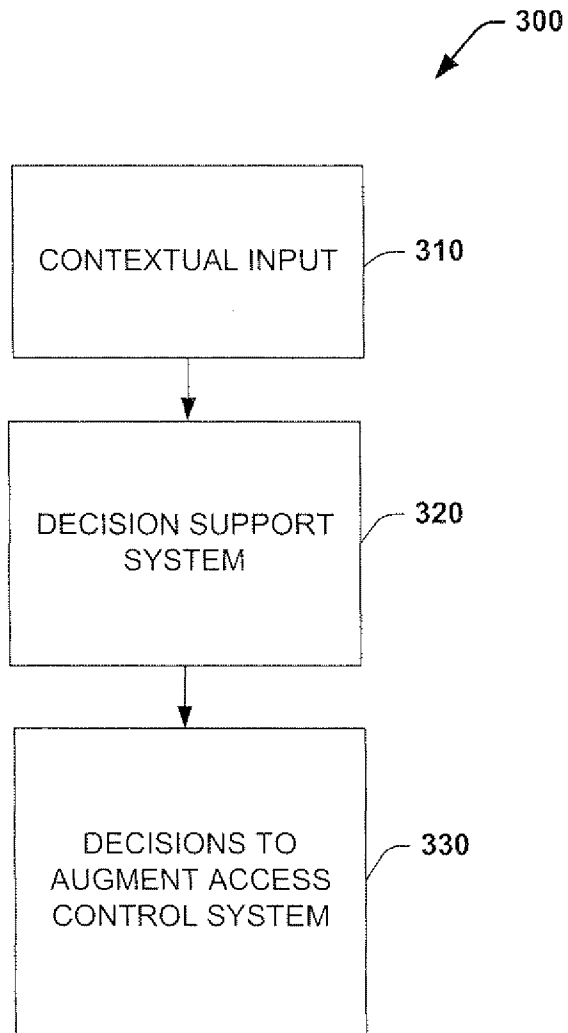 300
CONTEXTUAL INPUT
310
DECISION SUPPORT
SYSTEM
320
DECISIONS TO
AUGMENT ACCESS
CONTROL SYSTEM
330